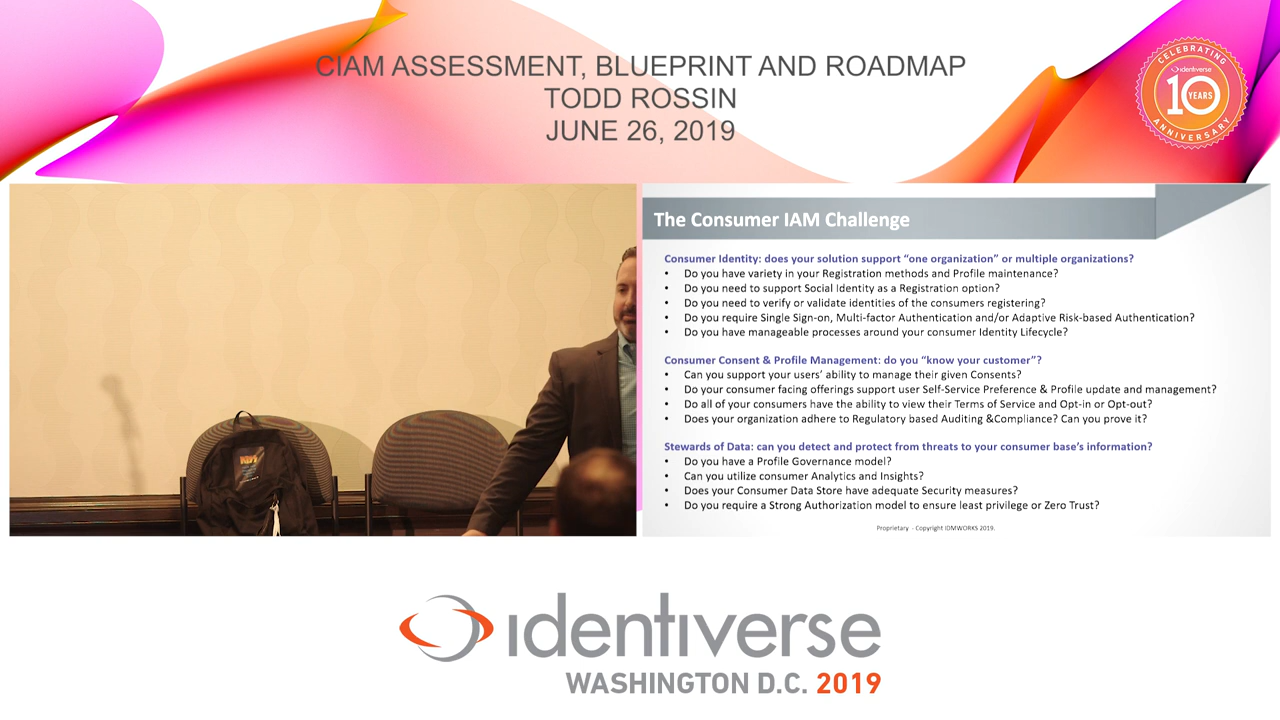 CIAM ASSESSMENT, BLUEPRINT AND ROADMAP
TODD ROSSIN
JUNE 26, 2019
CELEBRATING
identiverse
10 YEARS
ANNIVERSARY
The Consumer IAM Challenge
Consumer Identity: does your solution support “one organization” or multiple organizations?
• Do you have variety in your Registration methods and Profile maintenance?
• Do you need to support Social Identity as a Registration option?
• Do you need to verify or validate identities of the consumers registering?
• Do you require Single Sign-on, Multi-factor Authentication and/or Adaptive Risk-based Authentication?
• Do you have manageable processes around your consumer Identity Lifecycle?
Consumer Consent & Profile Management: do you “know your customer”?
• Can you support your users’ ability to manage their given Consents?
• Do your consumer facing offerings support user Self-Service Preference & Profile update and management?
• Do all of your consumers have the ability to view their Terms of Service and Opt-in or Opt-out?
• Does your organization adhere to Regulatory based Auditing &Compliance? Can you prove it?
Stewards of Data: can you detect and protect from threats to your consumer base’s information?
• Do you have a Profile Governance model?
• Can you utilize consumer Analytics and Insights?
• Does your Consumer Data Store have adequate Security measures?
• Do you require a Strong Authorization model to ensure least privilege or Zero Trust?
Proprietary - Copyright IDMWORKS 2019.
identiverse
WASHINGTON D.C. 2019